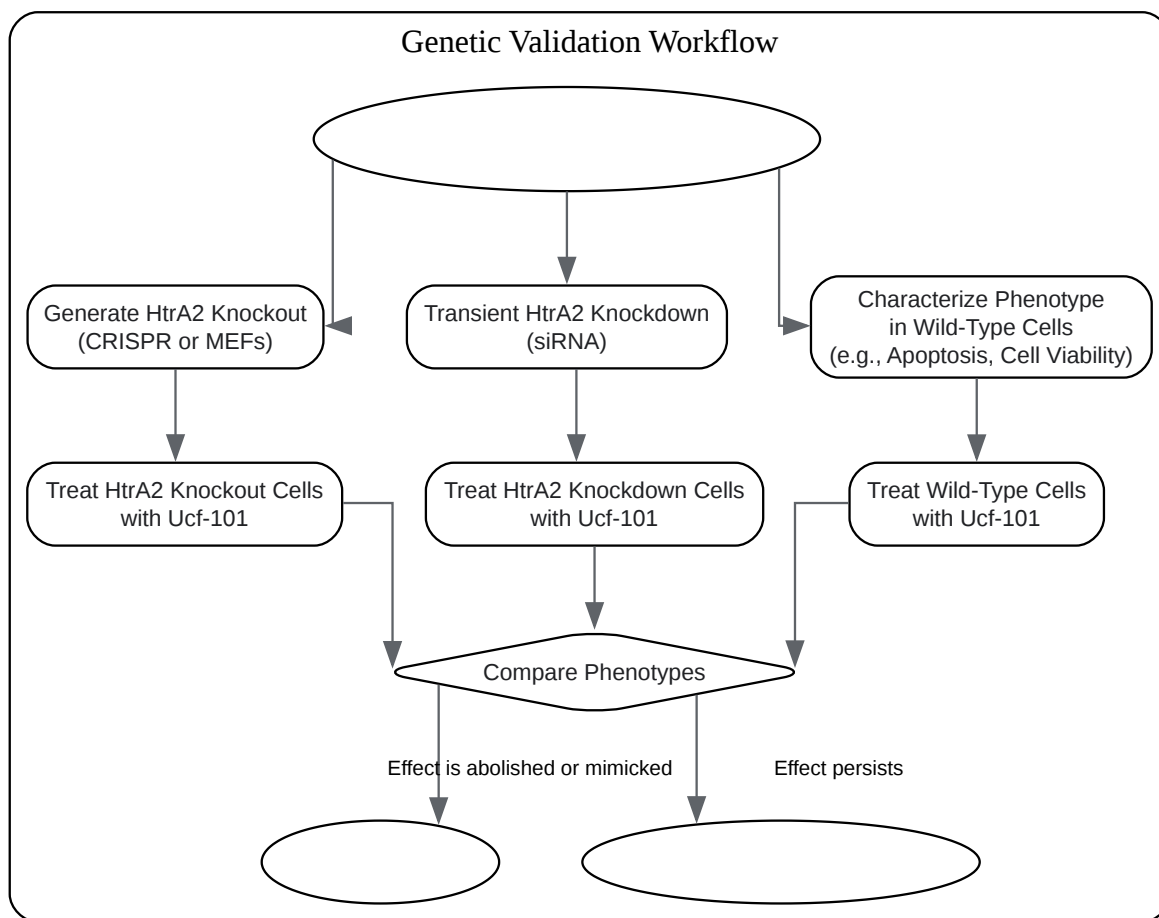 Genetic Validation Workflow
Generate HtrA2 Knockout
(CRISPR or MEFs)
Transient HtrA2 Knockdown
(siRNA)
Characterize Phenotype
in Wild-Type Cells
(e.g., Apoptosis, Cell Viability)
Treat HtrA2 Knockout Cells
with Ucf-101
Treat HtrA2 Knockdown Cells
with Ucf-101
Treat Wild-Type Cells
with Ucf-101
Compare Phenotypes
Effect is abolished or mimicked
Effect persists